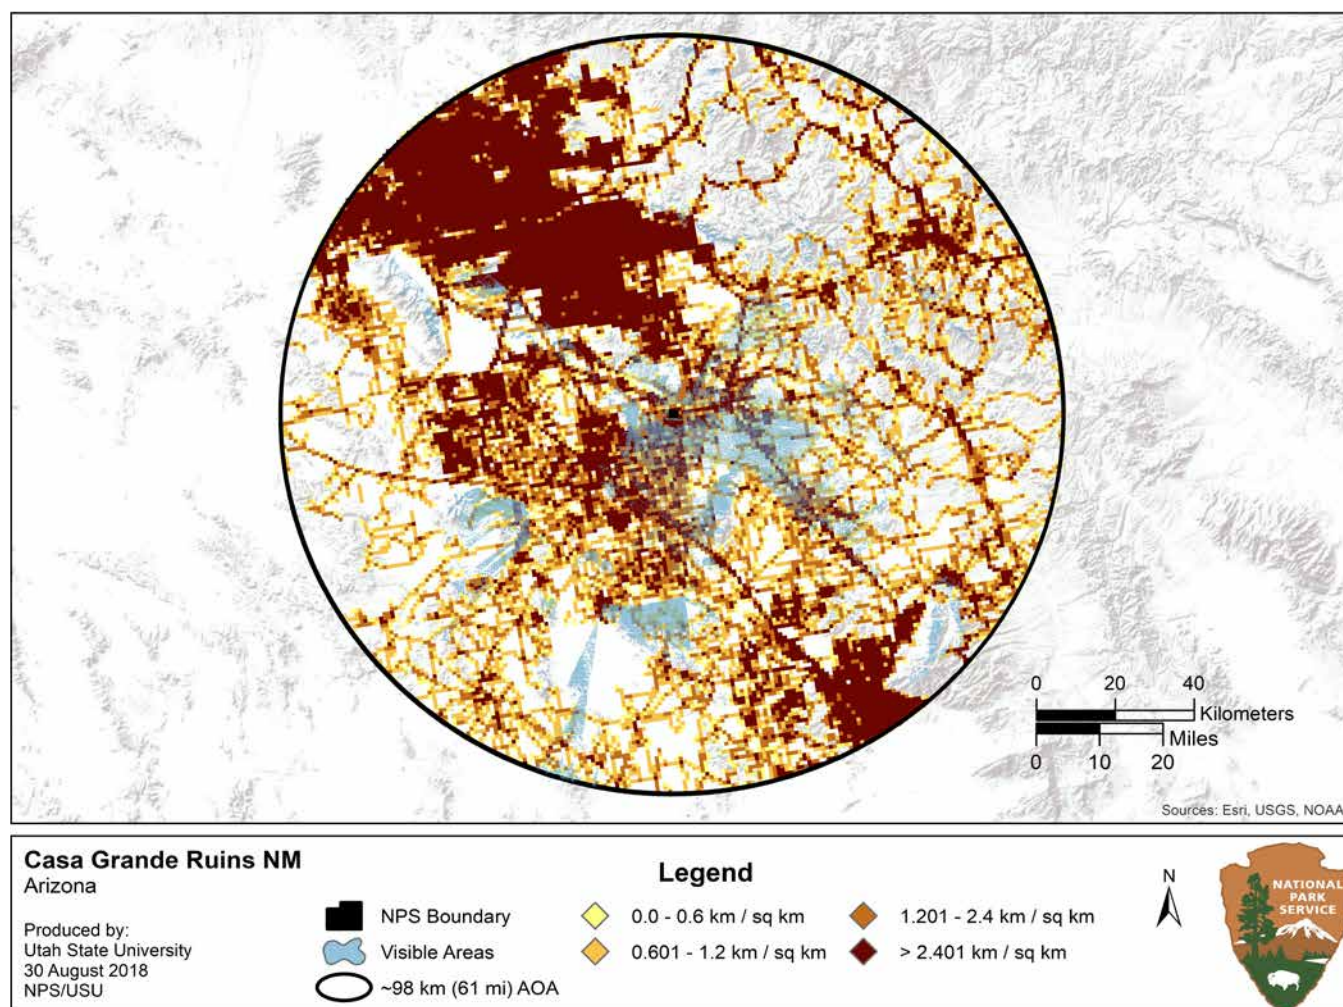 0 20 40
Kilometers
Miles
0 10 20
Sources: Esri, USGS, NOAA
Casa Grande Ruins NM
Arizona
Produced by:
Utah State University
30 August 2018
NPS/USU
Legend
NPS Boundary
Visible Areas
~98 km (61 mi) AOA
0.0 - 0.6 km / sq km
0.601 - 1.2 km / sq km
1.201 - 2.4 km / sq km
> 2.401 km / sq km
N
NATIONAL
PARK
SERVICE